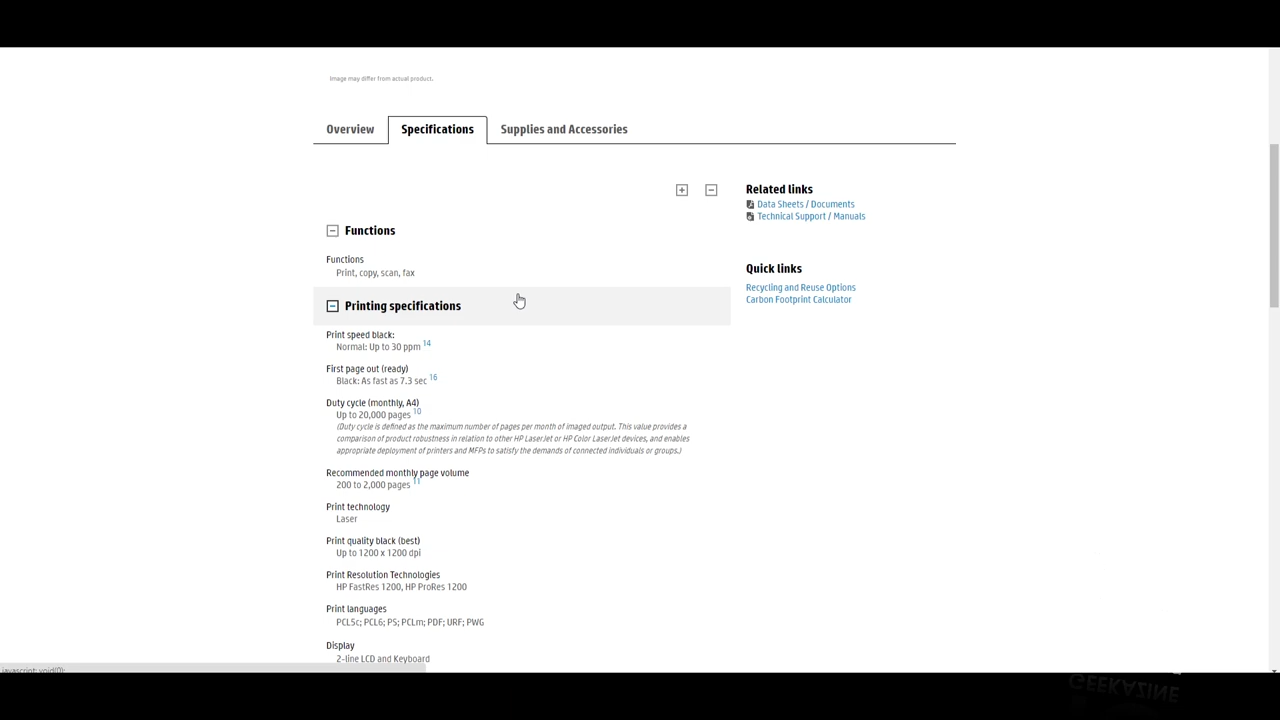 Image may differ from actual product.
Overview
Specifications
Supplies and Accessories
Related links
Data Sheets / Documents
Technical Support / Manuals
Quick links
Recycling and Reuse Options
Carbon Footprint Calculator
Functions
Functions
Print, copy, scan, fax
Printing specifications
Print speed black:
Normal: Up to 30 ppm 14
First page out (ready)
Black: As fast as 7.3 sec 16
Duty cycle (monthly, A4)
Up to 20,000 pages 10
(Duty cycle is defined as the maximum number of pages per month of imaged output. This value provides a
comparison of product robustness in relation to other HP LaserJet or HP Color LaserJet devices, and enables
appropriate deployment of printers and MFPs to satisfy the demands of connected individuals or groups.)
Recommended monthly page volume
200 to 2,000 pages 11
Print technology
Laser
Print quality black (best)
Up to 1200 x 1200 dpi
Print Resolution Technologies
HP FastRes 1200, HP ProRes 1200
Print languages
PCL5c; PCL6; PS; PCLm; PDF; URF; PWG
Display
2-line LCD and Keyboard
javascript: void(0);
GEEKAZINE